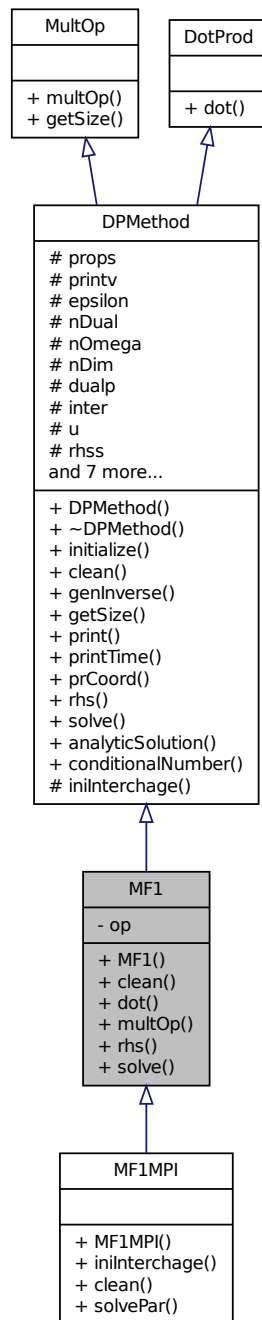 MultOp
+ multOp()
+ getSize()
DotProd
+ dot()
DPMethod
# props
# printv
# epsilon
# nDual
# nOmega
# nDim
# dualp
# inter
# u
# rhss
and 7 more...
+ DPMethod()
+ ~DPMethod()
+ initialize()
+ clean()
+ genInverse()
+ getSize()
+ print()
+ printTime()
+ prCoord()
+ rhs()
+ solve()
+ analyticSolution()
+ conditionalNumber()
# iniInterchage()
MF1
- op
+ MF1()
+ clean()
+ dot()
+ multOp()
+ rhs()
+ solve()
MF1MPI
+ MF1MPI()
+ iniInterchage()
+ clean()
+ solvePar()